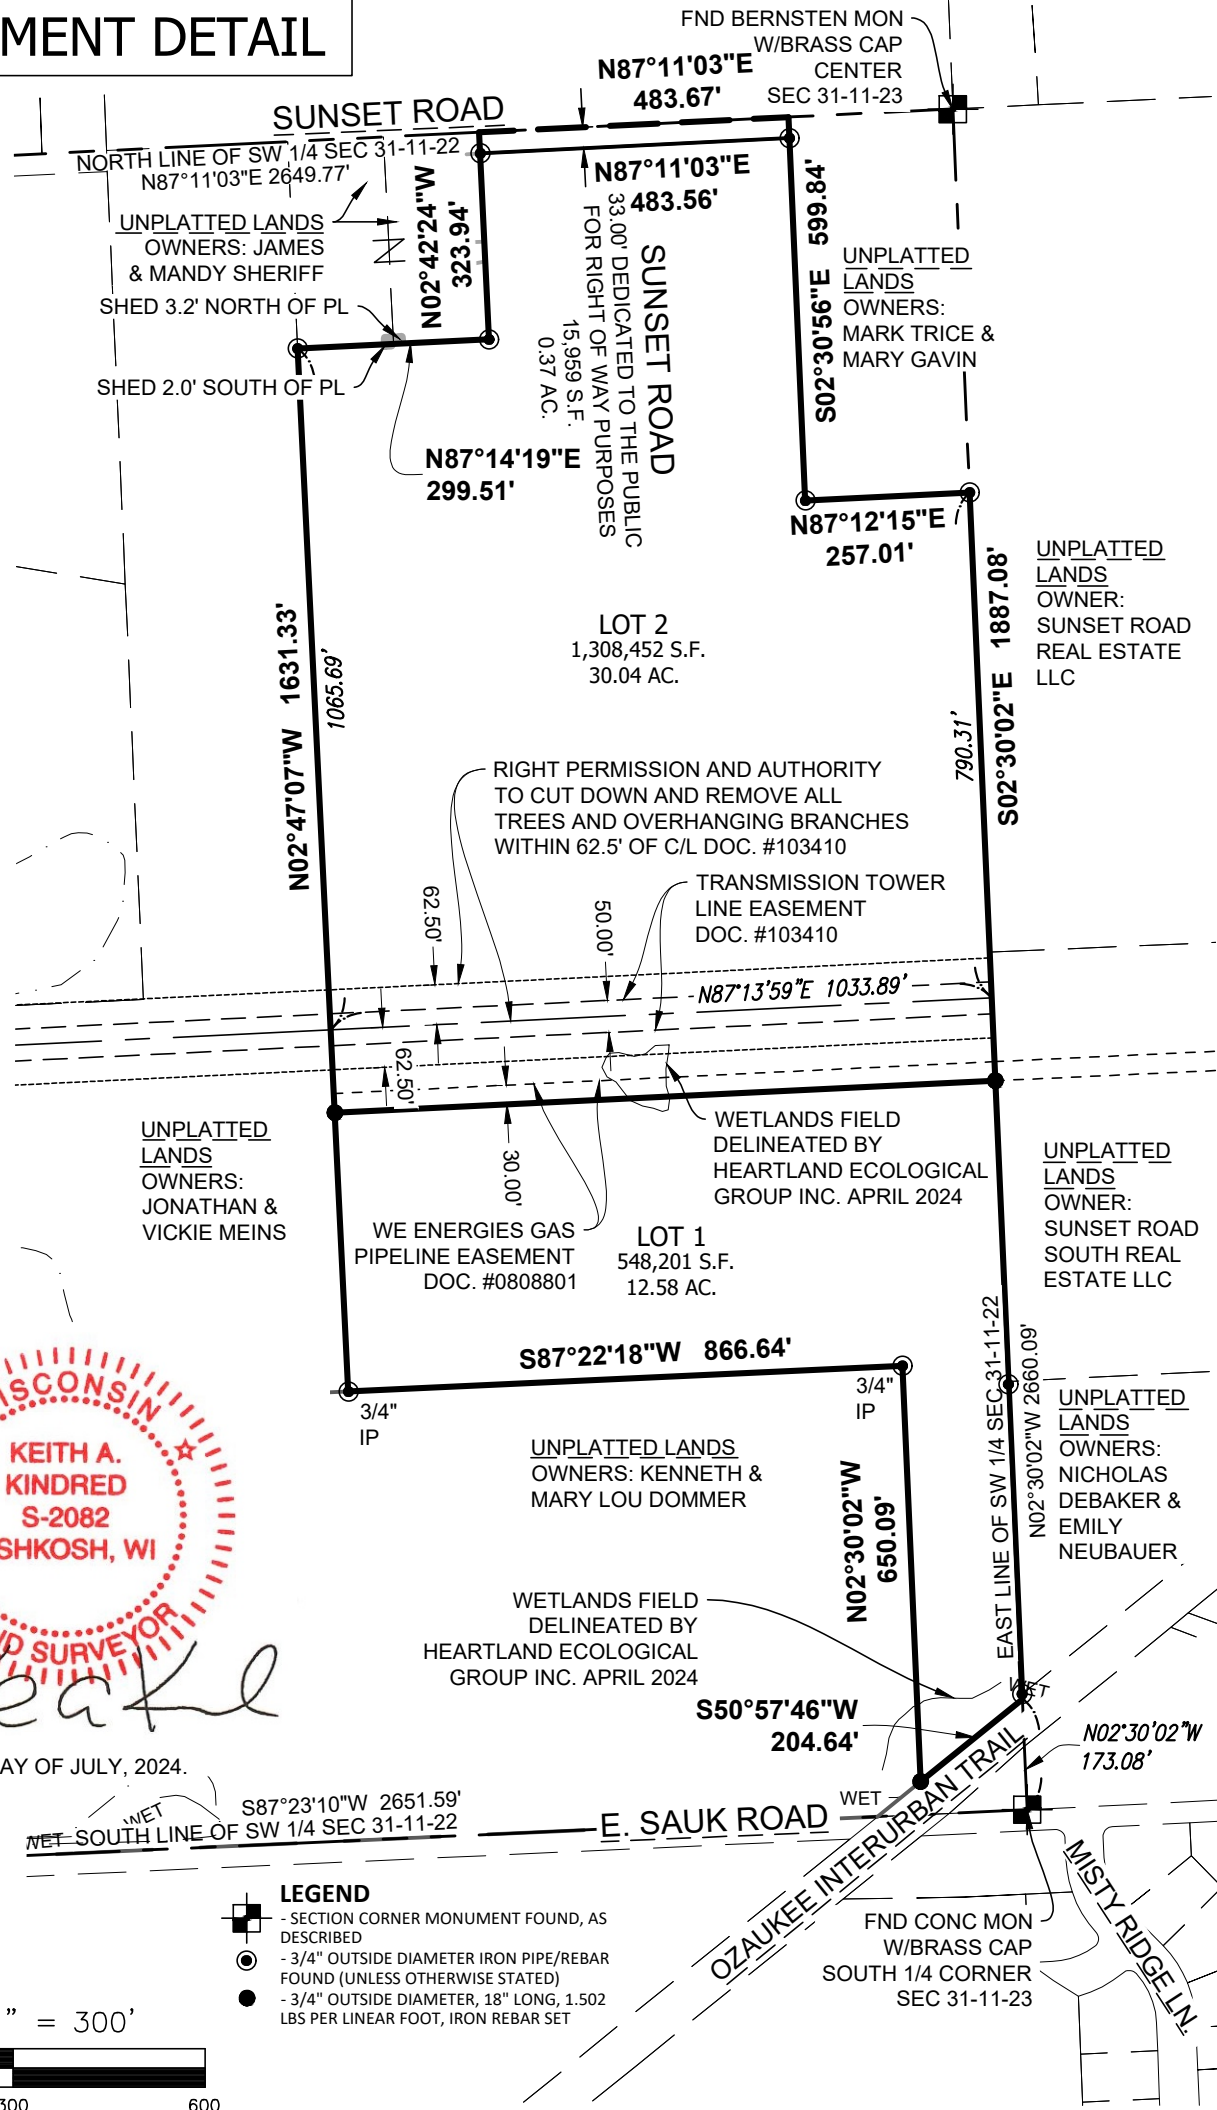 MENT DETAIL
FND BERNSTEN MON
W/BRASS CAP
CENTER
SEC 31-11-23
N87°11'03"E
483.67'
SUNSET ROAD
NORTH LINE OF SW 1/4 SEC 31-11-22
N87°11'03"E 2649.77'
N87°11'03"E
483.56'
UNPLATTED LANDS
OWNERS: JAMES
& MANDY SHERIFF
N02°42'24"W
323.94'
SHED 3.2' NORTH OF PL
SHED 2.0' SOUTH OF PL
N87°14'19"E
299.51'
SUNSET ROAD
33.00' DEDICATED TO THE PUBLIC
FOR RIGHT OF WAY PURPOSES
15,959 S.F.
0.37 AC.
S02°30'56"E 599.84'
UNPLATTED
LANDS
OWNERS:
MARK TRICE &
MARY GAVIN
N87°12'15"E
257.01'
UNPLATTED
LANDS
OWNER:
SUNSET ROAD
REAL ESTATE
LLC
S02°30'02"E 1887.08'
790.31'
LOT 2
1,308,452 S.F.
30.04 AC.
N02°47'07"W 1631.33'
1065.69'
RIGHT PERMISSION AND AUTHORITY
TO CUT DOWN AND REMOVE ALL
TREES AND OVERHANGING BRANCHES
WITHIN 62.5' OF C/L DOC. #103410
TRANSMISSION TOWER
LINE EASEMENT
DOC. #103410
62.50'
50.00'
N87°13'59"E 1033.89'
62.50'
30.00'
WETLANDS FIELD
DELINEATED BY
HEARTLAND ECOLOGICAL
GROUP INC. APRIL 2024
UNPLATTED
LANDS
OWNERS:
JONATHAN &
VICKIE MEINS
WE ENERGIES GAS
PIPELINE EASEMENT
DOC. #0808801
LOT 1
548,201 S.F.
12.58 AC.
UNPLATTED
LANDS
OWNER:
SUNSET ROAD
SOUTH REAL
ESTATE LLC
S87°22'18"W 866.64'
3/4"
IP
3/4"
IP
EAST LINE OF SW 1/4 SEC 31-11-22
N02°30'02"W 2660.09'
UNPLATTED
LANDS
OWNERS:
NICHOLAS
DEBAKER &
EMILY
NEUBAUER
UNPLATTED LANDS
OWNERS: KENNETH &
MARY LOU DOMMER
N02°30'02"W
650.09'
SCONSIN
KEITH A.
KINDRED
S-2082
SHKOSH, WI
D SURVEYOR
WETLANDS FIELD
DELINEATED BY
HEARTLAND ECOLOGICAL
GROUP INC. APRIL 2024
S50°57'46"W
204.64'
WET
N02°30'02"W
173.08'
AY OF JULY, 2024.
WET
S87°23'10"W 2651.59'
WET SOUTH LINE OF SW 1/4 SEC 31-11-22
E. SAUK ROAD
WET
OZAUKEE INTERURBAN TRAIL
MISTY RIDGE LN.
FND CONC MON
W/BRASS CAP
SOUTH 1/4 CORNER
SEC 31-11-23
LEGEND
- SECTION CORNER MONUMENT FOUND, AS
DESCRIBED
- 3/4" OUTSIDE DIAMETER IRON PIPE/REBAR
FOUND (UNLESS OTHERWISE STATED)
- 3/4" OUTSIDE DIAMETER, 18" LONG, 1.502
LBS PER LINEAR FOOT, IRON REBAR SET
" = 300'
300 600